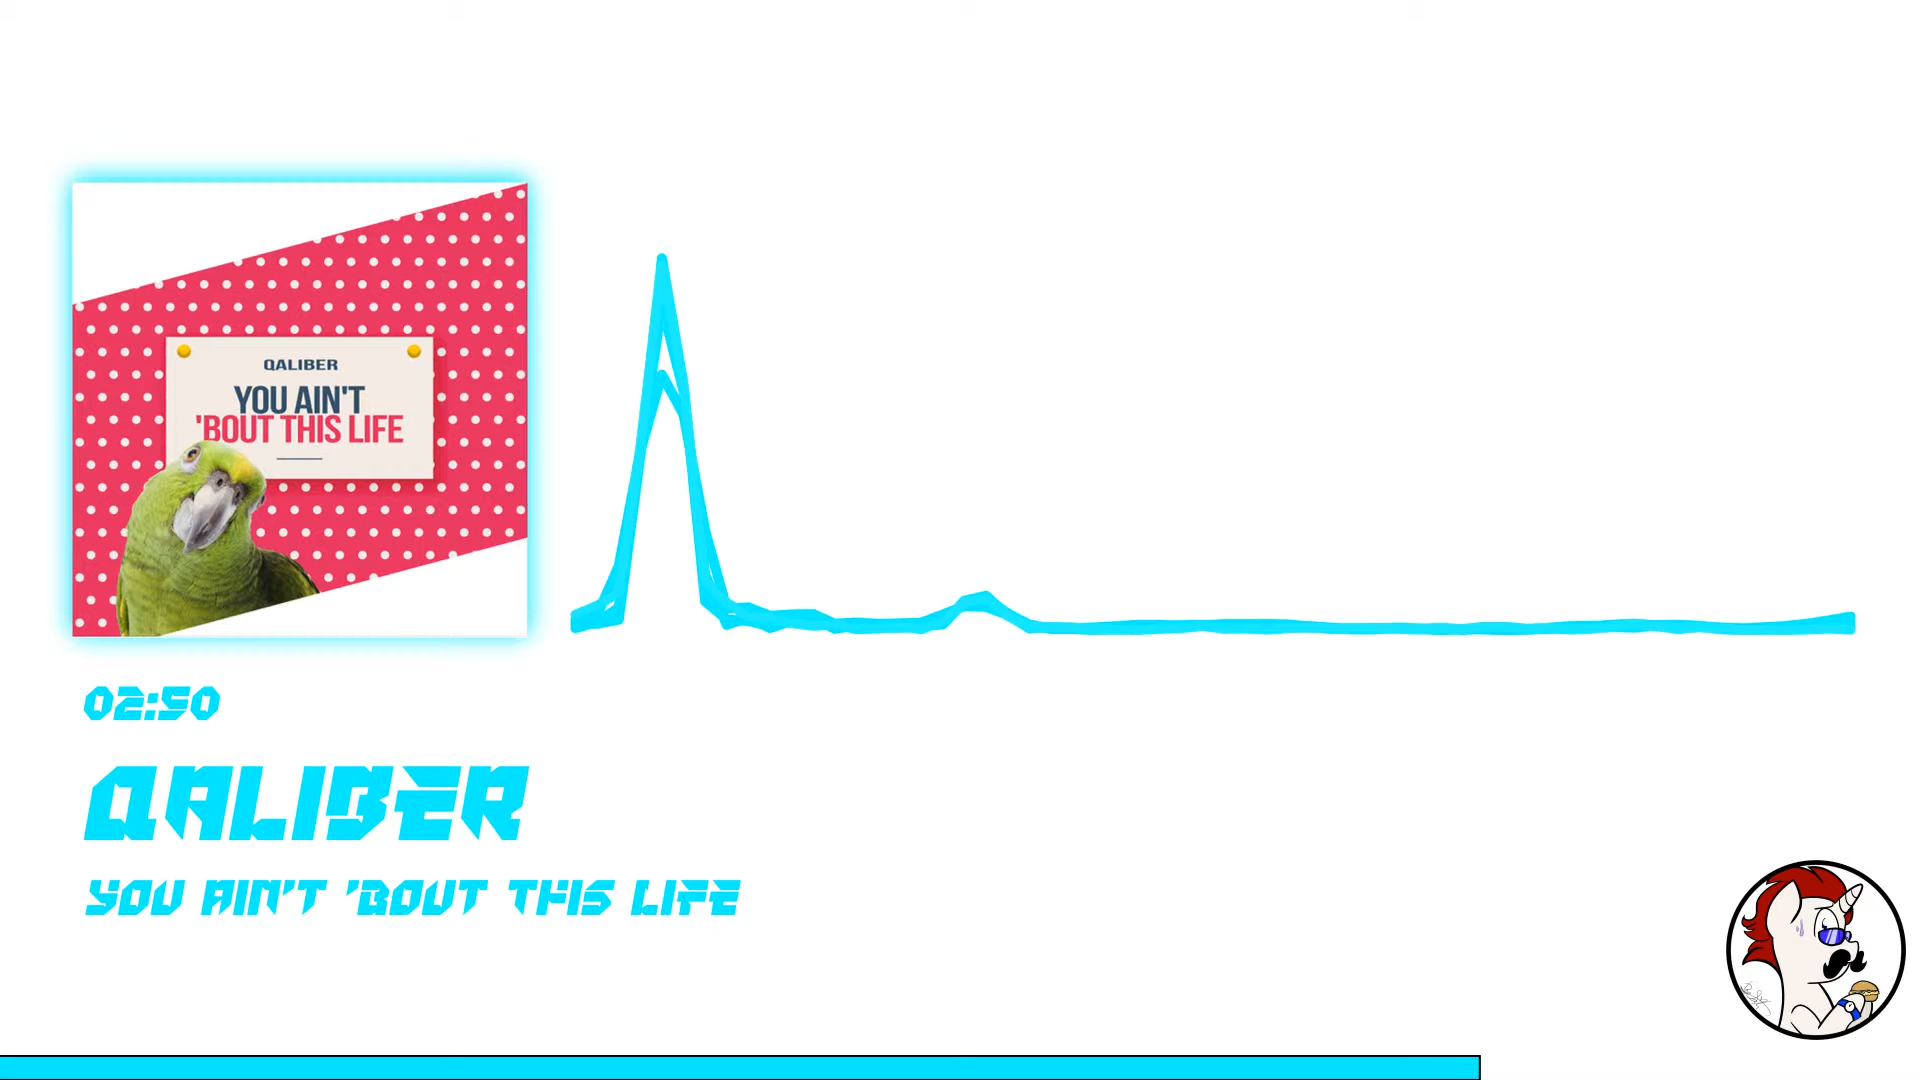 QALIBER
YOU AIN'T
'BOUT THIS LIFE
02:50
QALIBER
YOU AIN'T 'BOUT THIS LIFE